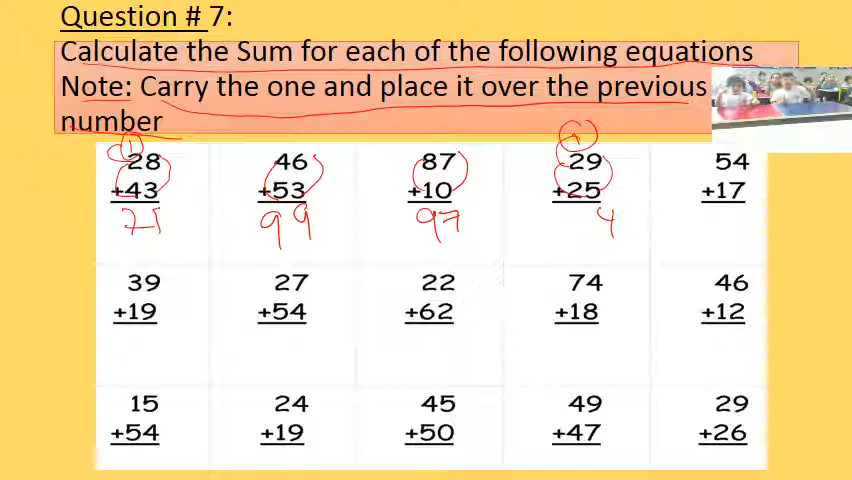 Question # 7:
Calculate the Sum for each of the following equations
Note: Carry the one and place it over the previous
number
1 1
28 46 87 29 54
+43 +53 +10 +25 +17
71 99 97 4
39 27 22 74 46
+19 +54 +62 +18 +12
15 24 45 49 29
+54 +19 +50 +47 +26